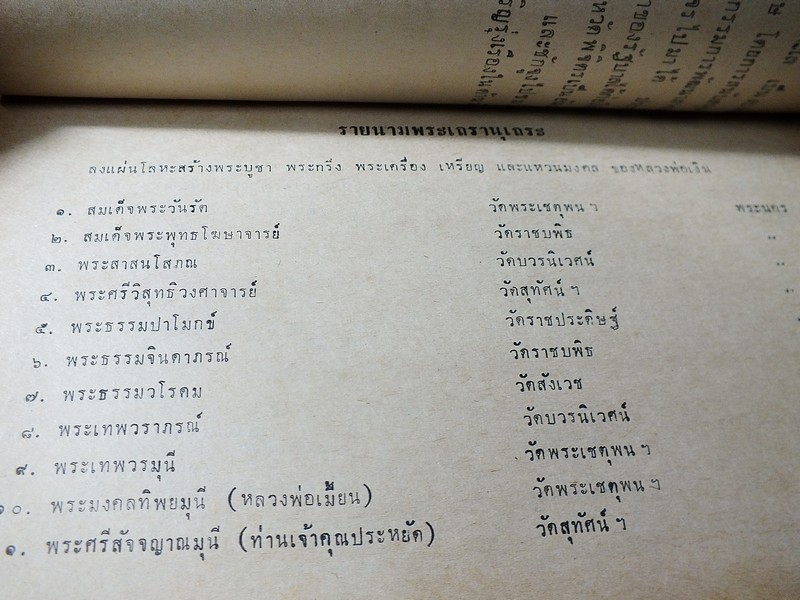 รายนามพระเถรานุเถระ
ลงแผ่นโลหะสร้างพระบูชา พระกริ่ง พระเครื่อง เหรียญ และแหวนมงคล ของหลวงพ่อเงิน
๑. สมเด็จพระวันรัต วัดพระเชตุพน ฯ พระนคร
๒. สมเด็จพระพุทธโฆษาจารย์ วัดราชบพิธ ,,
๓. พระสาสนโสภณ วัดบวรนิเวศน์ ,,
๔. พระศรีวิสุทธิวงศาจารย์ วัดสุทัศน์ ฯ ,,
๕. พระธรรมปาโมกข์ วัดราชประดิษฐ์
๖. พระธรรมจินดาภรณ์ วัดราชบพิธ
๗. พระธรรมวโรดม วัดสังเวช
๘. พระเทพวราภรณ์ วัดบวรนิเวศน์
๙. พระเทพวรมุนี วัดพระเชตุพน ฯ
๑๐. พระมงคลทิพยมุนี (หลวงพ่อเมี้ยน) วัดพระเชตุพน ฯ
๑. พระศรีสัจจญาณมุนี (ท่านเจ้าคุณประหยัด) วัดสุทัศน์ ฯ